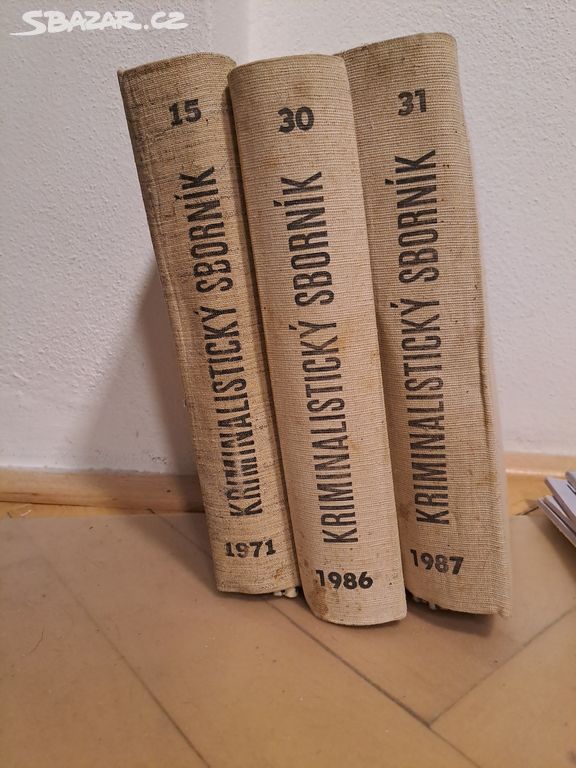 SBAZAR.CZ
15
KRIMINALISTICKÝ SBORNÍK
1971
30
KRIMINALISTICKÝ SBORNÍK
1986
31
KRIMINALISTICKÝ SBORNÍK
1987